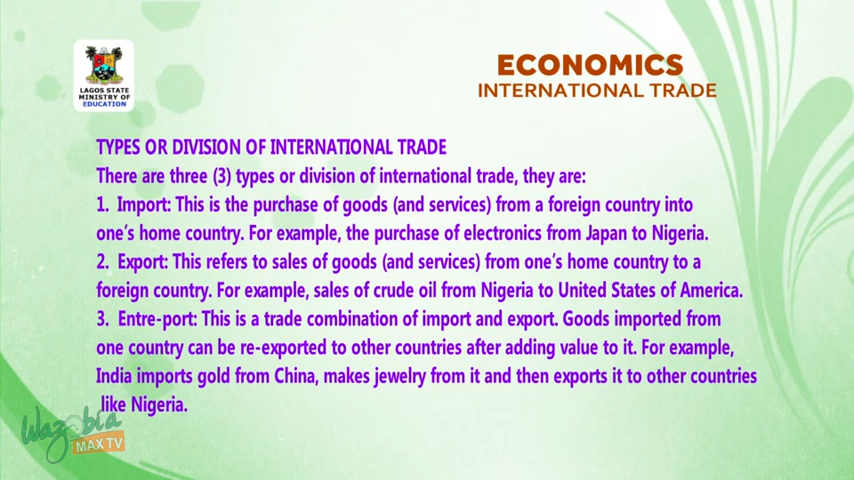 LAGOS STATE
MINISTRY OF
EDUCATION
ECONOMICS
INTERNATIONAL TRADE
TYPES OR DIVISION OF INTERNATIONAL TRADE
There are three (3) types or division of international trade, they are:
1. Import: This is the purchase of goods (and services) from a foreign country into
one's home country. For example, the purchase of electronics from Japan to Nigeria.
2. Export: This refers to sales of goods (and services) from one's home country to a
foreign country. For example, sales of crude oil from Nigeria to United States of America.
3. Entre-port: This is a trade combination of import and export. Goods imported from
one country can be re-exported to other countries after adding value to it. For example,
India imports gold from China, makes jewelry from it and then exports it to other countries
like Nigeria.
Wazobia
MAX TV